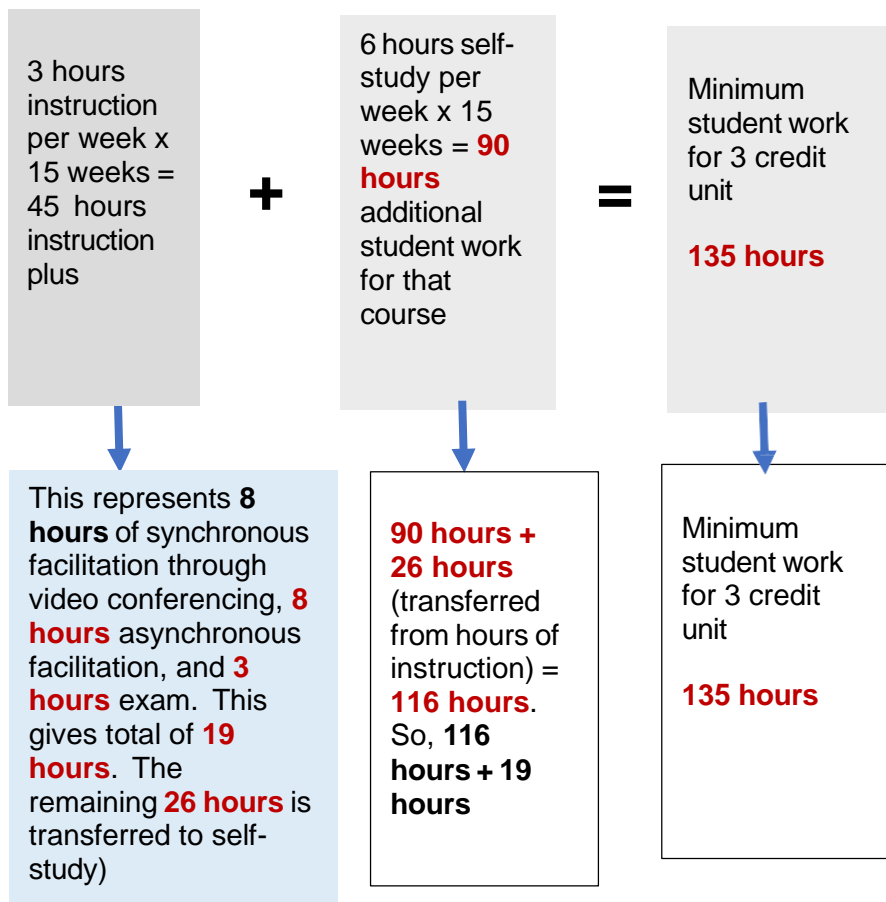 3 hours
instruction
per week x
15 weeks =
45 hours
instruction
plus
+
6 hours self-
study per
week x 15
weeks = 90
hours
additional
student work
for that
course
=
Minimum
student work
for 3 credit
unit
135 hours
This represents 8
hours of synchronous
facilitation through
video conferencing, 8
hours asynchronous
facilitation, and 3
hours exam. This
gives total of 19
hours. The
remaining 26 hours is
transferred to self-
study)
90 hours +
26 hours
(transferred
from hours of
instruction) =
116 hours.
So, 116
hours + 19
hours
Minimum
student work
for 3 credit
unit
135 hours